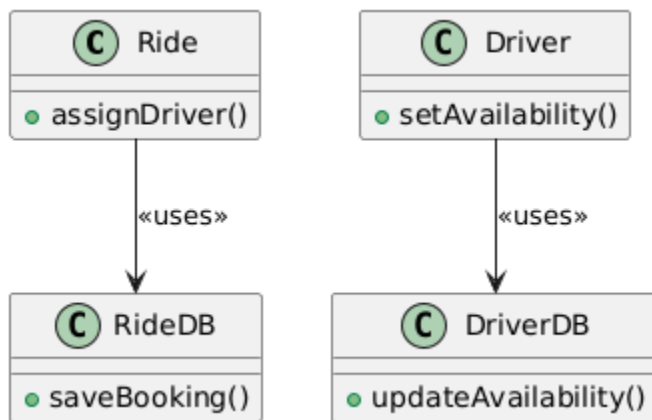 C Ride
C Driver
assignDriver()
setAvailability()
«uses»
«uses»
C RideDB
C DriverDB
saveBooking()
updateAvailability()